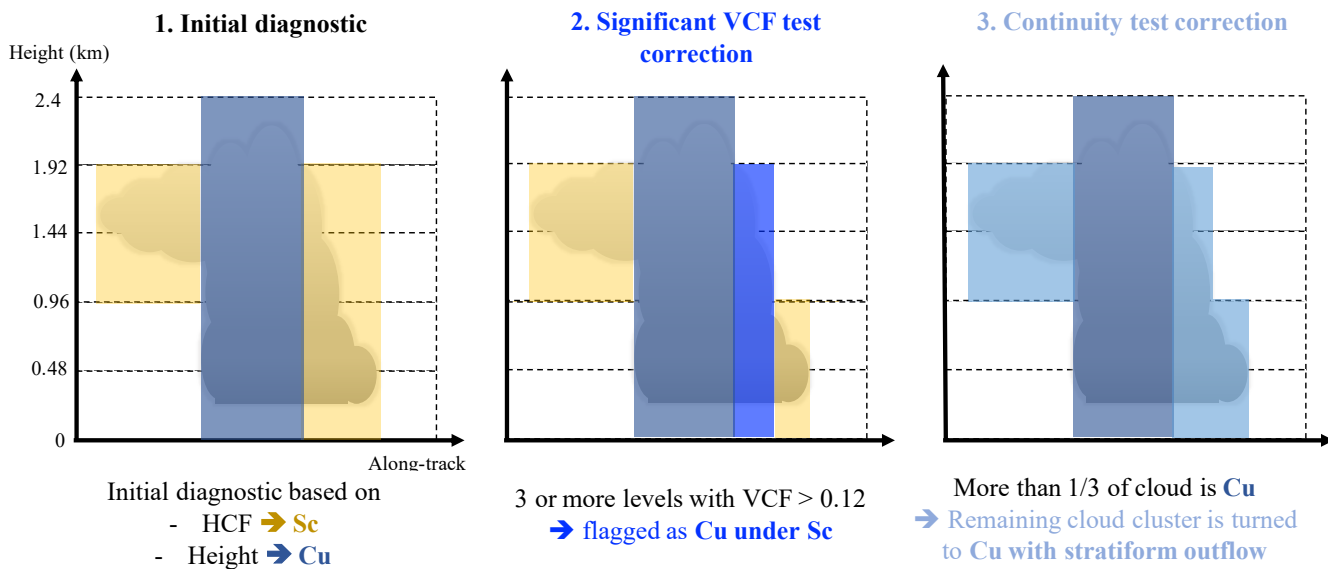 1. Initial diagnostic
Height (km)
2.4
1.92
1.44
0.96
0.48
0
Along-track
Initial diagnostic based on
- HCF ➔ Sc
- Height ➔ Cu
2. Significant VCF test
correction
3 or more levels with VCF > 0.12
➔ flagged as Cu under Sc
3. Continuity test correction
More than 1/3 of cloud is Cu
➔ Remaining cloud cluster is turned
to Cu with stratiform outflow